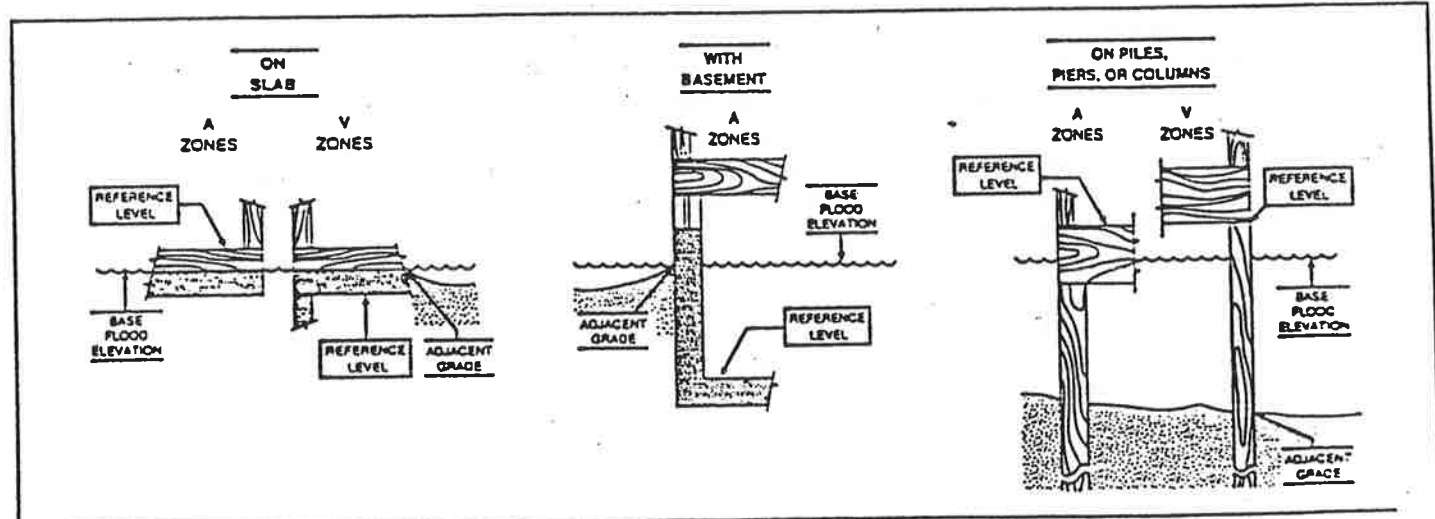 ON
SLAB
A
ZONES
V
ZONES
REFERENCE
LEVEL
BASE
FLOOD
ELEVATION
REFERENCE
LEVEL
ADJACENT
GRADE
WITH
BASEMENT
A
ZONES
BASE
FLOOD
ELEVATION
ADJACENT
GRADE
REFERENCE
LEVEL
ON PILES,
PIERS, OR COLUMNS
A
ZONES
V
ZONES
REFERENCE
LEVEL
REFERENCE
LEVEL
BASE
FLOOD
ELEVATION
ADJACENT
GRADE